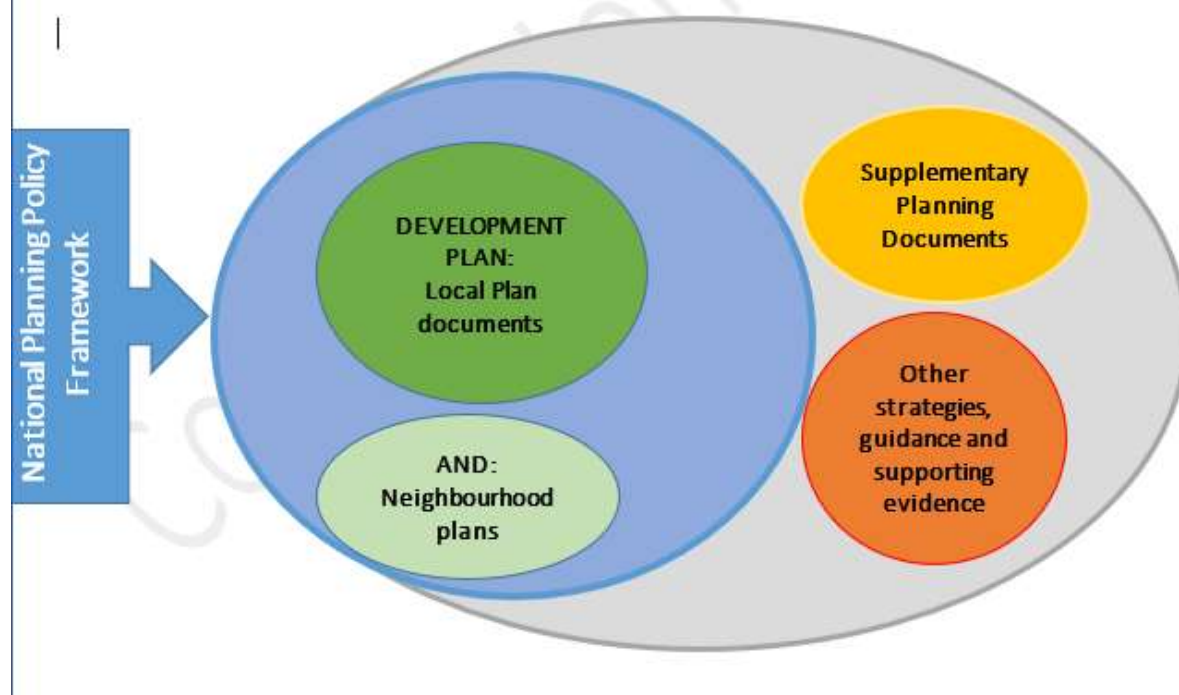 National Planning Policy
Framework
DEVELOPMENT
PLAN:
Local Plan
documents
AND:
Neighbourhood
plans
Supplementary
Planning
Documents
Other
strategies,
guidance and
supporting
evidence